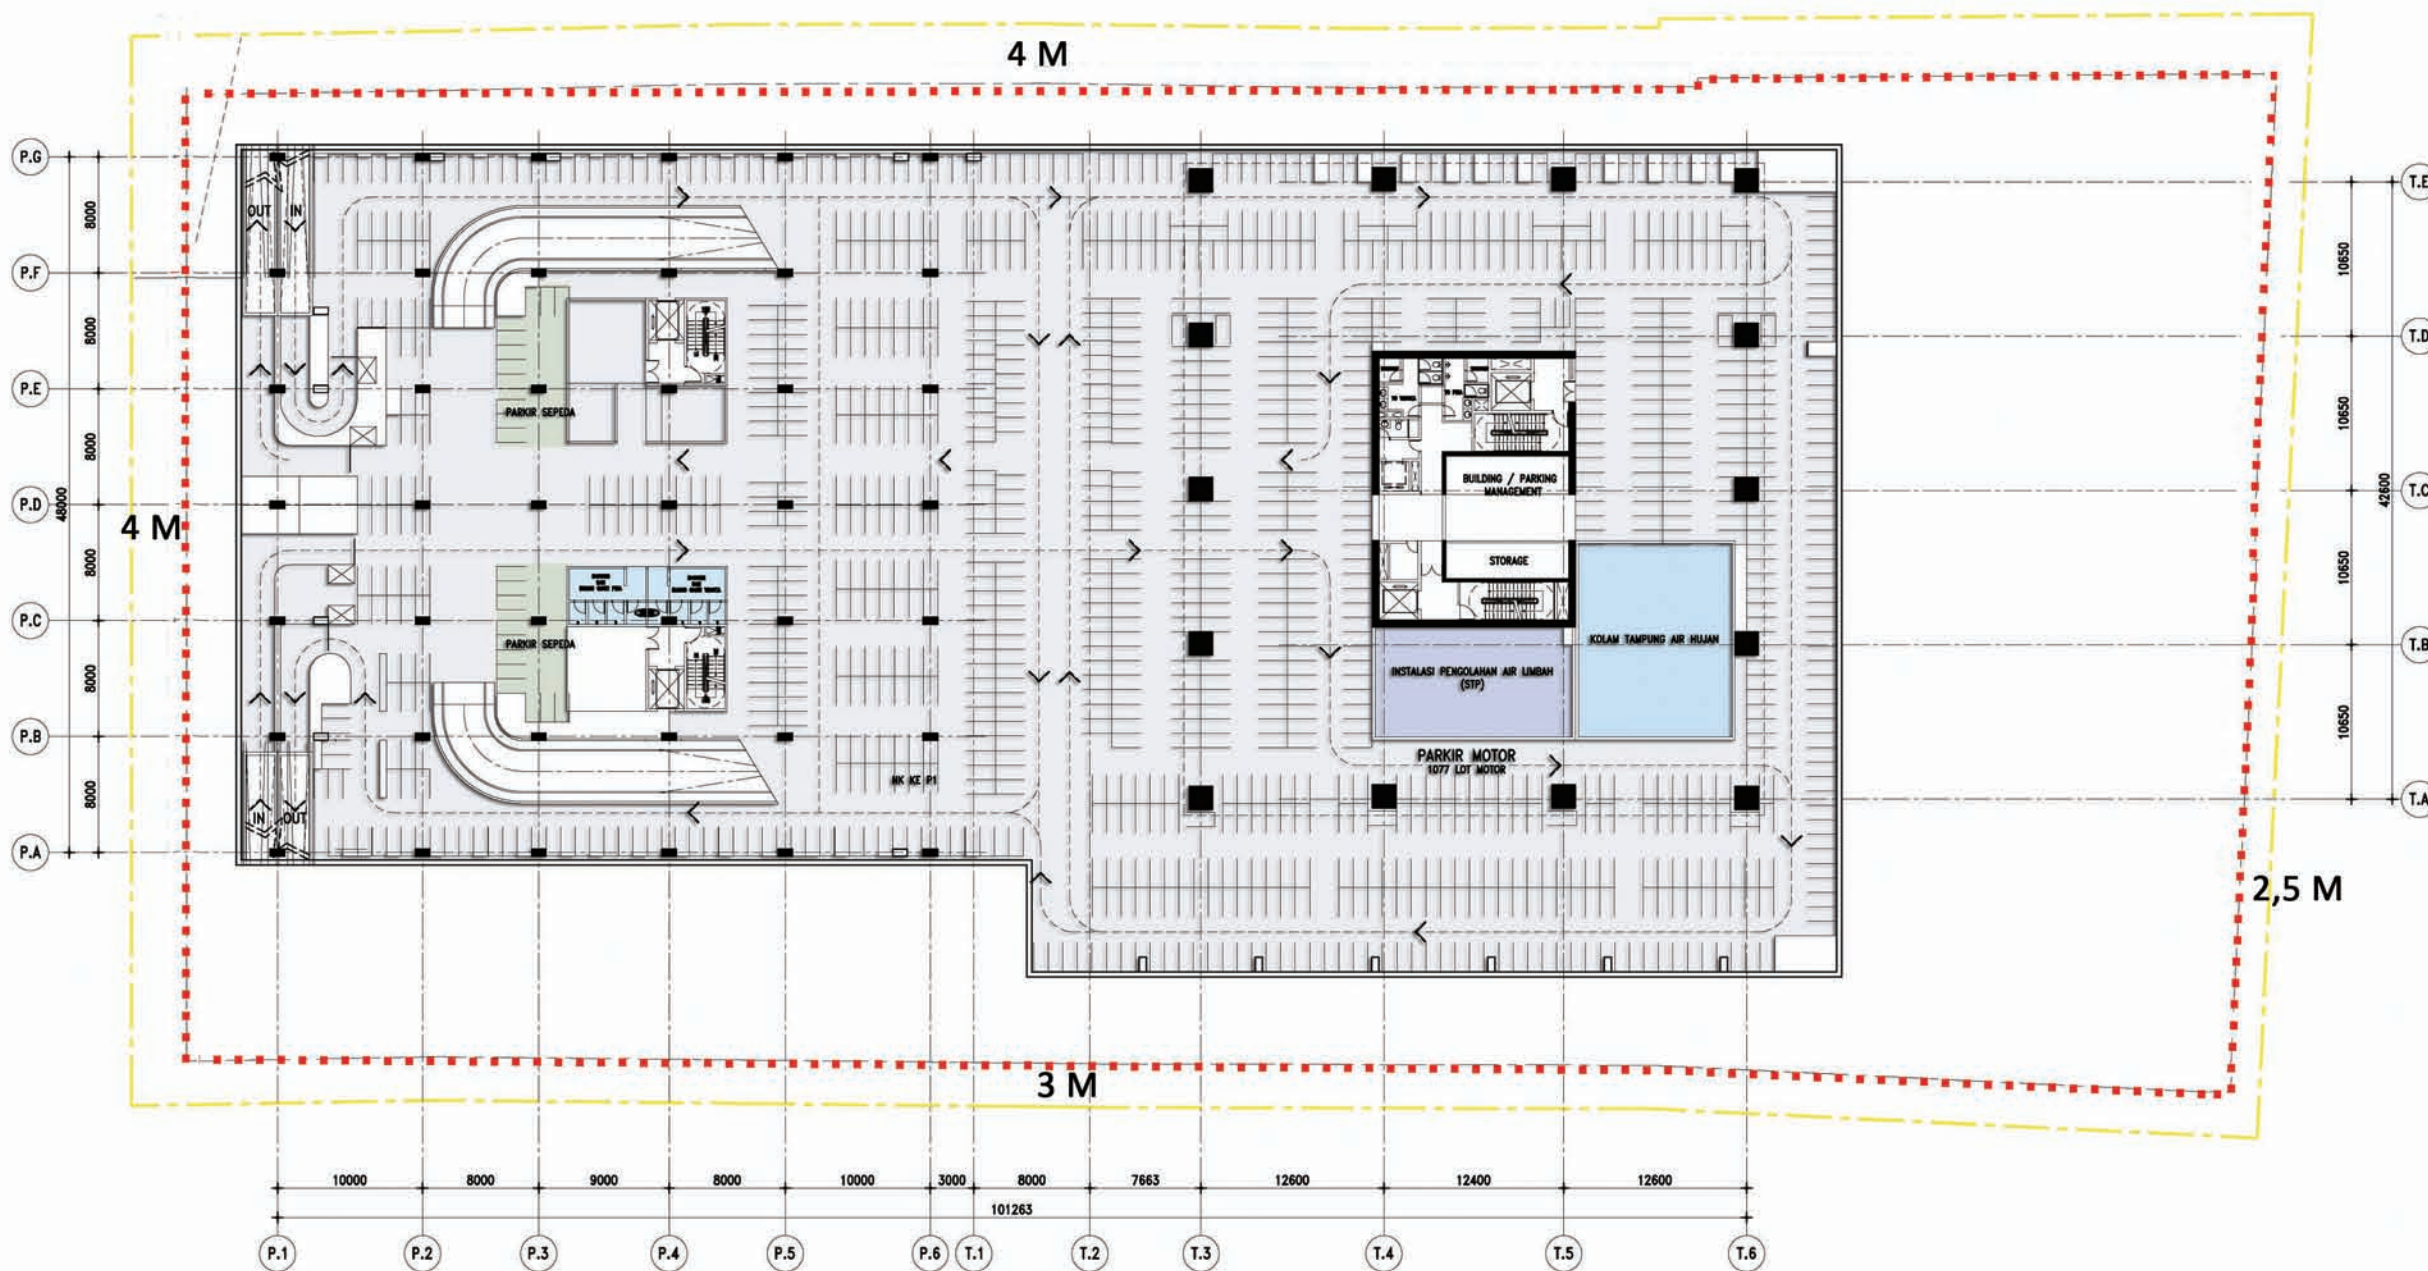 4 M
P.G
T.E
OUT
IN
8000
P.F
10650
8000
T.D
P.E
PARKIR SEPEDA
10650
8000
BUILDING / PARKING
MANAGEMENT
P.D
T.C
48000
42600
4 M
8000
STORAGE
10650
P.C
PARKIR SEPEDA
KOLAM TAMPUNG AIR HUJAN
T.B
8000
INSTALASI PENGOLAHAN AIR LIMBAH
(STP)
P.B
PARKIR MOTOR
1077 LOT MOTOR
10650
8000
T.A
IN
OUT
P.A
2,5 M
3 M
10000
8000
9000
8000
10000
3000
8000
7663
12600
12400
12600
101263
P.1
P.2
P.3
P.4
P.5
P.6
T.1
T.2
T.3
T.4
T.5
T.6